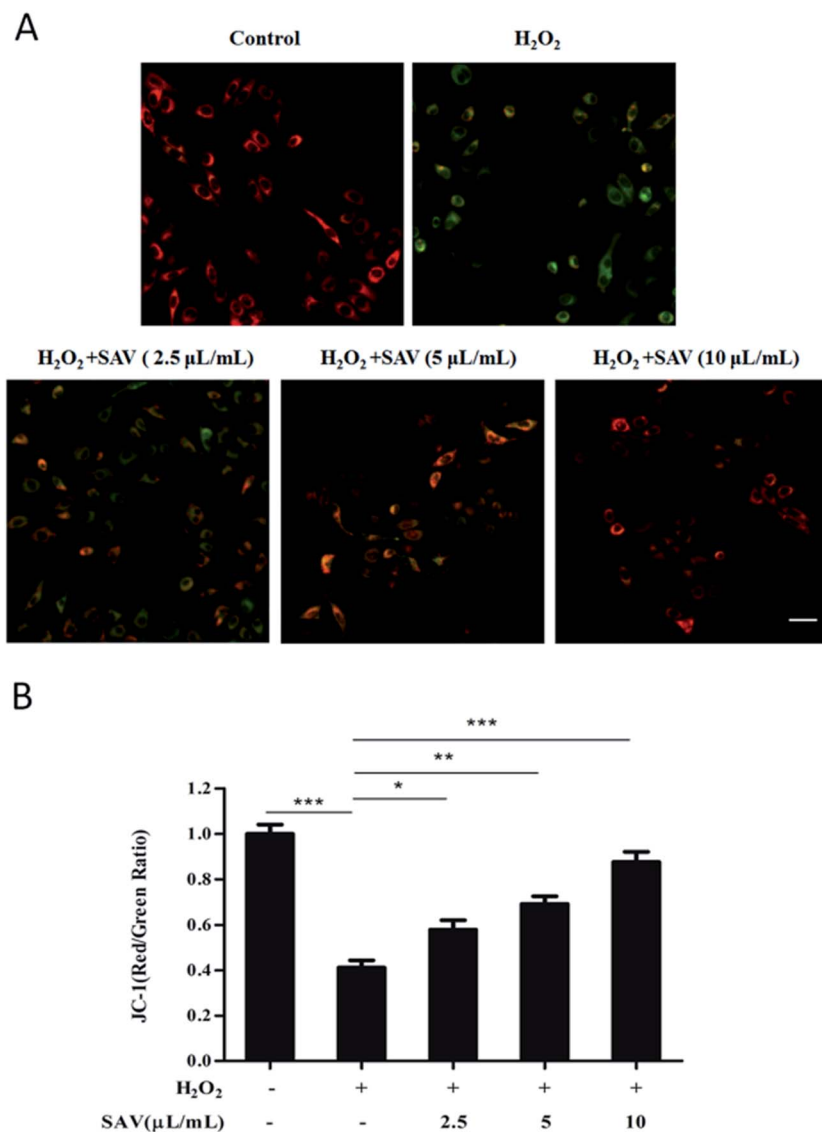 A
Control
H₂O₂
H₂O₂ +SAV ( 2.5 μL/mL)
H₂O₂ +SAV (5 μL/mL)
H₂O₂ +SAV (10 μL/mL)
B
***
**
***
*
1.2
1.0
0.8
0.6
0.4
0.2
0.0
JC-1(Red/Green Ratio)
H₂O₂ - + + + +
SAV(μL/mL) - - 2.5 5 10